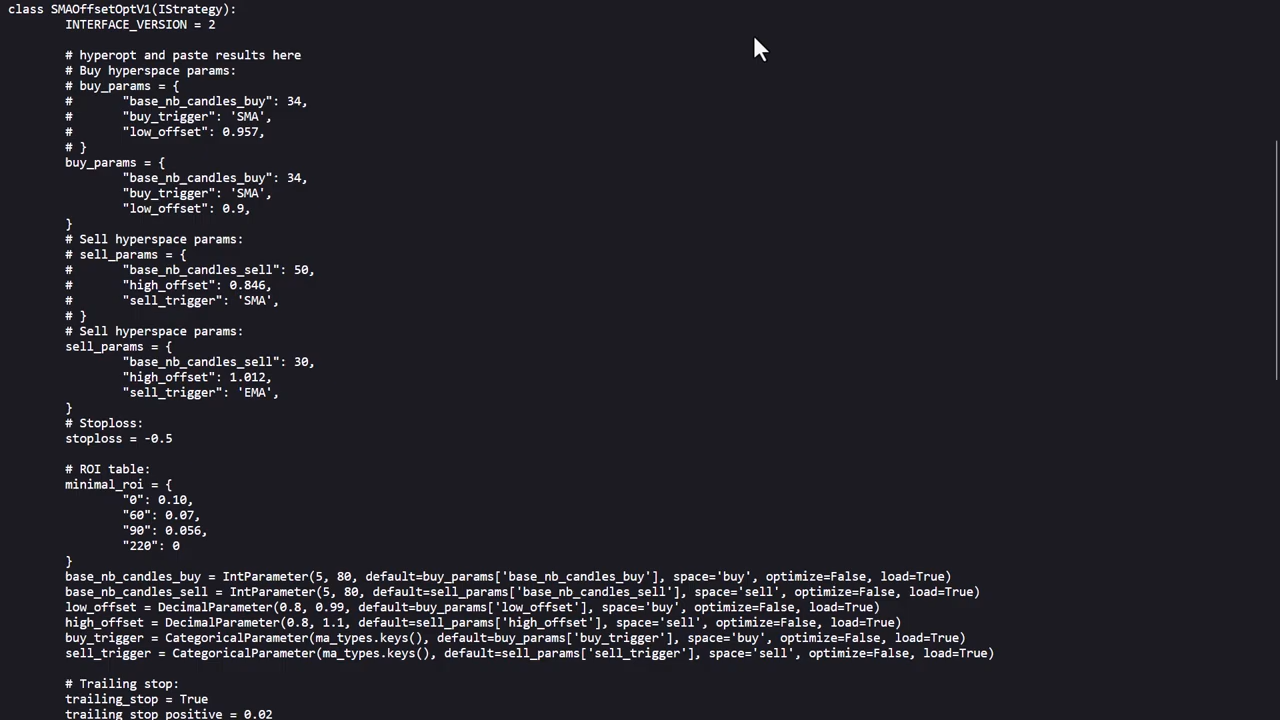 class SMAOffsetOptV1(IStrategy):
INTERFACE_VERSION = 2
# hyperopt and paste results here
# Buy hyperspace params:
# buy_params = {
# "base_nb_candles_buy": 34,
# "buy_trigger": 'SMA',
# "low_offset": 0.957,
# }
buy_params = {
"base_nb_candles_buy": 34,
"buy_trigger": 'SMA',
"low_offset": 0.9,
}
# Sell hyperspace params:
# sell_params = {
# "base_nb_candles_sell": 50,
# "high_offset": 0.846,
# "sell_trigger": 'SMA',
# }
# Sell hyperspace params:
sell_params = {
"base_nb_candles_sell": 30,
"high_offset": 1.012,
"sell_trigger": 'EMA',
}
# Stoploss:
stoploss = -0.5
# ROI table:
minimal_roi = {
"0": 0.10,
"60": 0.07,
"90": 0.056,
"220": 0
}
base_nb_candles_buy = IntParameter(5, 80, default=buy_params['base_nb_candles_buy'], space='buy', optimize=False, load=True)
base_nb_candles_sell = IntParameter(5, 80, default=sell_params['base_nb_candles_sell'], space='sell', optimize=False, load=True)
low_offset = DecimalParameter(0.8, 0.99, default=buy_params['low_offset'], space='buy', optimize=False, load=True)
high_offset = DecimalParameter(0.8, 1.1, default=sell_params['high_offset'], space='sell', optimize=False, load=True)
buy_trigger = CategoricalParameter(ma_types.keys(), default=buy_params['buy_trigger'], space='buy', optimize=False, load=True)
sell_trigger = CategoricalParameter(ma_types.keys(), default=sell_params['sell_trigger'], space='sell', optimize=False, load=True)
# Trailing stop:
trailing_stop = True
trailing_stop_positive = 0.02